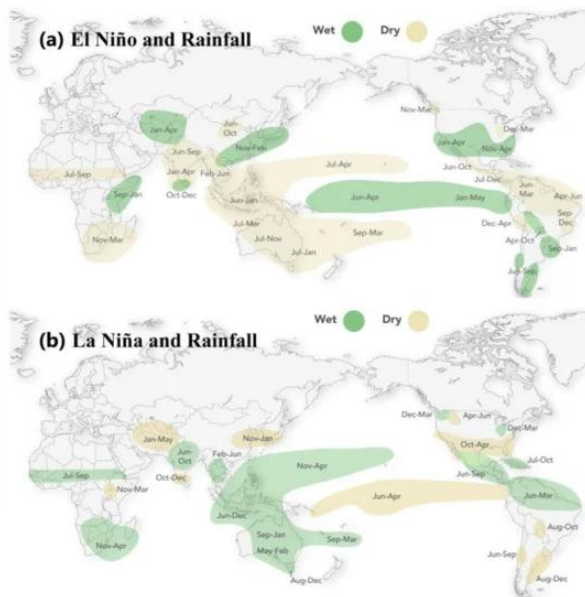 (a) El Niño and Rainfall
Wet Dry
Nov-Mar
Dec-Mar
Jan-Apr
Nov-Apr
Jan-Apr
Jun-Oct
Nov-Feb
Jun-Sep
Jul-Sep
Jan-Apr
Feb-Jun
Jul-Apr
Oct-Dec
Sep-Jan
Jun-Oct
Jul-Dec
Jun-Mar
Apr-Jun
Jun-Jan
Jun-Apr
Jan-May
Sep-Dec
Jul-Mar
Dec-Apr
Nov-Mar
Jul-Nov
Sep-Mar
Apr-Oct
Sep-Jan
Jul-Jan
Jun-Sep
(b) La Niña and Rainfall
Wet Dry
Dec-Mar
Apr-Jun
Dec-Mar
Jan-May
Jun-Oct
Nov-Jan
Oct-Apr
Feb-Jun
Nov-Apr
Jul-Oct
Jul-Sep
Oct-Dec
Jun-Sep
Nov-Mar
Jun-Apr
Jun-Mar
Jun-Dec
Sep-Jan
Sep-Mar
Aug-Oct
Nov-Apr
May-Feb
Jun-Sep
Aug-Dec
Aug-Dec